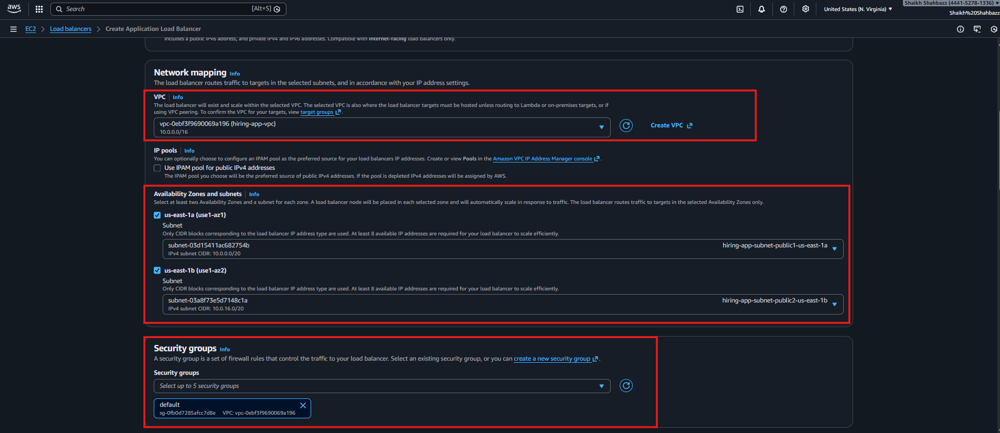 aws
Search
[Alt+S]
United States (N. Virginia)
Shaikh Shahbazz (4441-5278-1336)
Shaikh%20Shahbazz
EC2
Load balancers
Create Application Load Balancer
Includes a public IPv6 address, and private IPv4 and IPv6 addresses. Compatible with Internet-facing load balancers only.
Network mapping Info
The load balancer routes traffic to targets in the selected subnets, and in accordance with your IP address settings.
VPC Info
The load balancer will exist and scale within the selected VPC. The selected VPC is also where the load balancer targets must be hosted unless routing to Lambda or on-premises targets, or if
using VPC peering. To confirm the VPC for your targets, view target groups.
vpc-0ebf3f9690069a196 (hiring-app-vpc)
10.0.0.0/16
Create VPC
IP pools Info
You can optionally choose to configure an IPAM pool as the preferred source for your load balancers IP addresses. Create or view Pools in the Amazon VPC IP Address Manager console.
Use IPAM pool for public IPv4 addresses
The IPAM pool you choose will be the preferred source of public IPv4 addresses. If the pool is depleted IPv4 addresses will be assigned by AWS.
Availability Zones and subnets Info
Select at least two Availability Zones and a subnet for each zone. A load balancer node will be placed in each selected zone and will automatically scale in response to traffic. The load balancer routes traffic to targets in the selected Availability Zones only.
us-east-1a (use1-az1)
Subnet
Only CIDR blocks corresponding to the load balancer IP address type are used. At least 8 available IP addresses are required for your load balancer to scale efficiently.
subnet-03d15411ac682754b
hiring-app-subnet-public1-us-east-1a
IPv4 subnet CIDR: 10.0.0.0/20
us-east-1b (use1-az2)
Subnet
Only CIDR blocks corresponding to the load balancer IP address type are used. At least 8 available IP addresses are required for your load balancer to scale efficiently.
subnet-03a8f73e5d7148c1a
hiring-app-subnet-public2-us-east-1b
IPv4 subnet CIDR: 10.0.16.0/20
Security groups Info
A security group is a set of firewall rules that control the traffic to your load balancer. Select an existing security group, or you can create a new security group.
Security groups
Select up to 5 security groups
default
sg-0fb0d7285afcc7d8e VPC: vpc-0ebf3f9690069a196